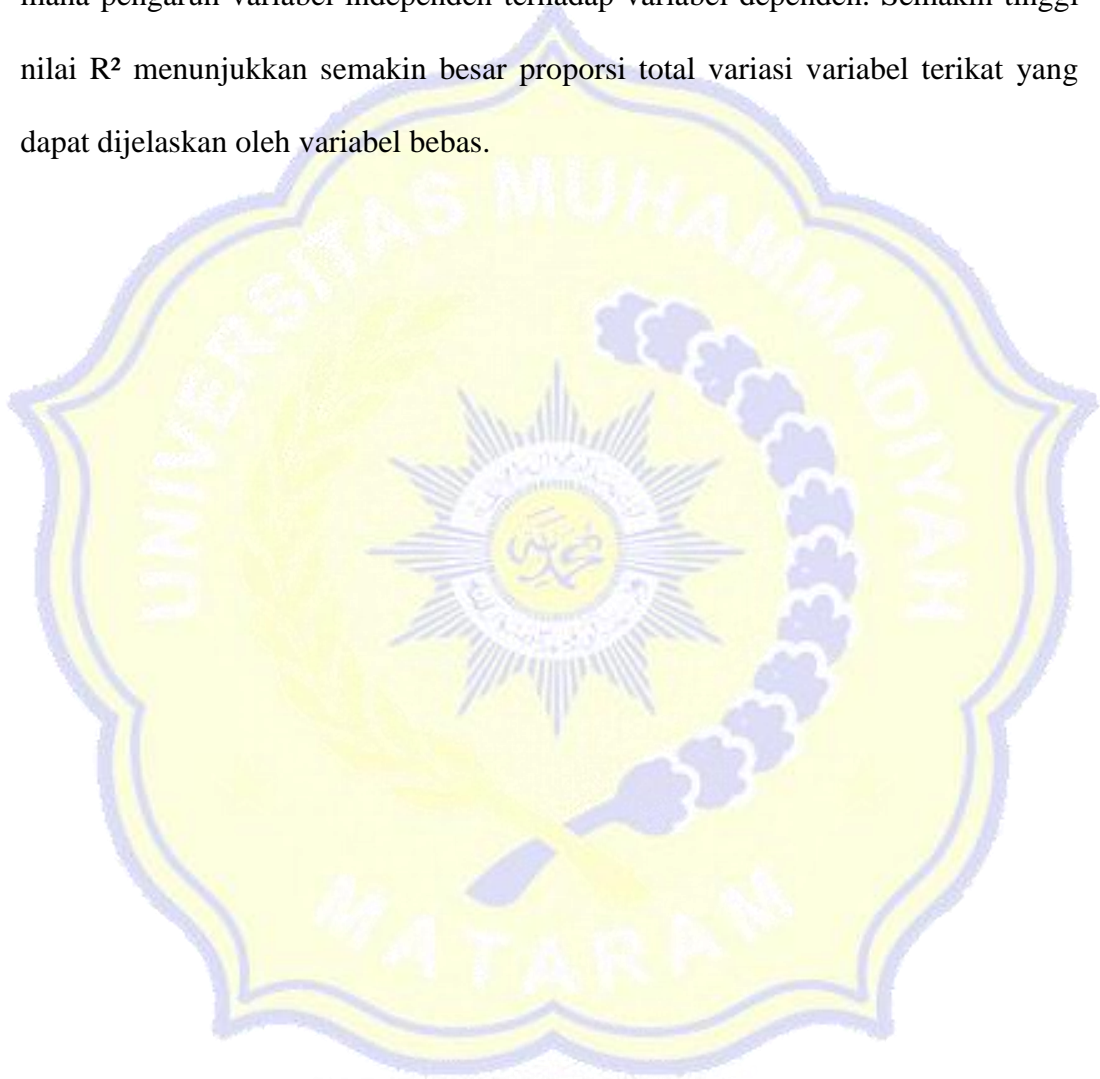 mana pengaruh variabel independen terhadap variabel dependen. Semakin tinggi
nilai R² menunjukkan semakin besar proporsi total variasi variabel terikat yang
dapat dijelaskan oleh variabel bebas.
UNIVERSITAS MUHAMMADIYAH
MATARAM